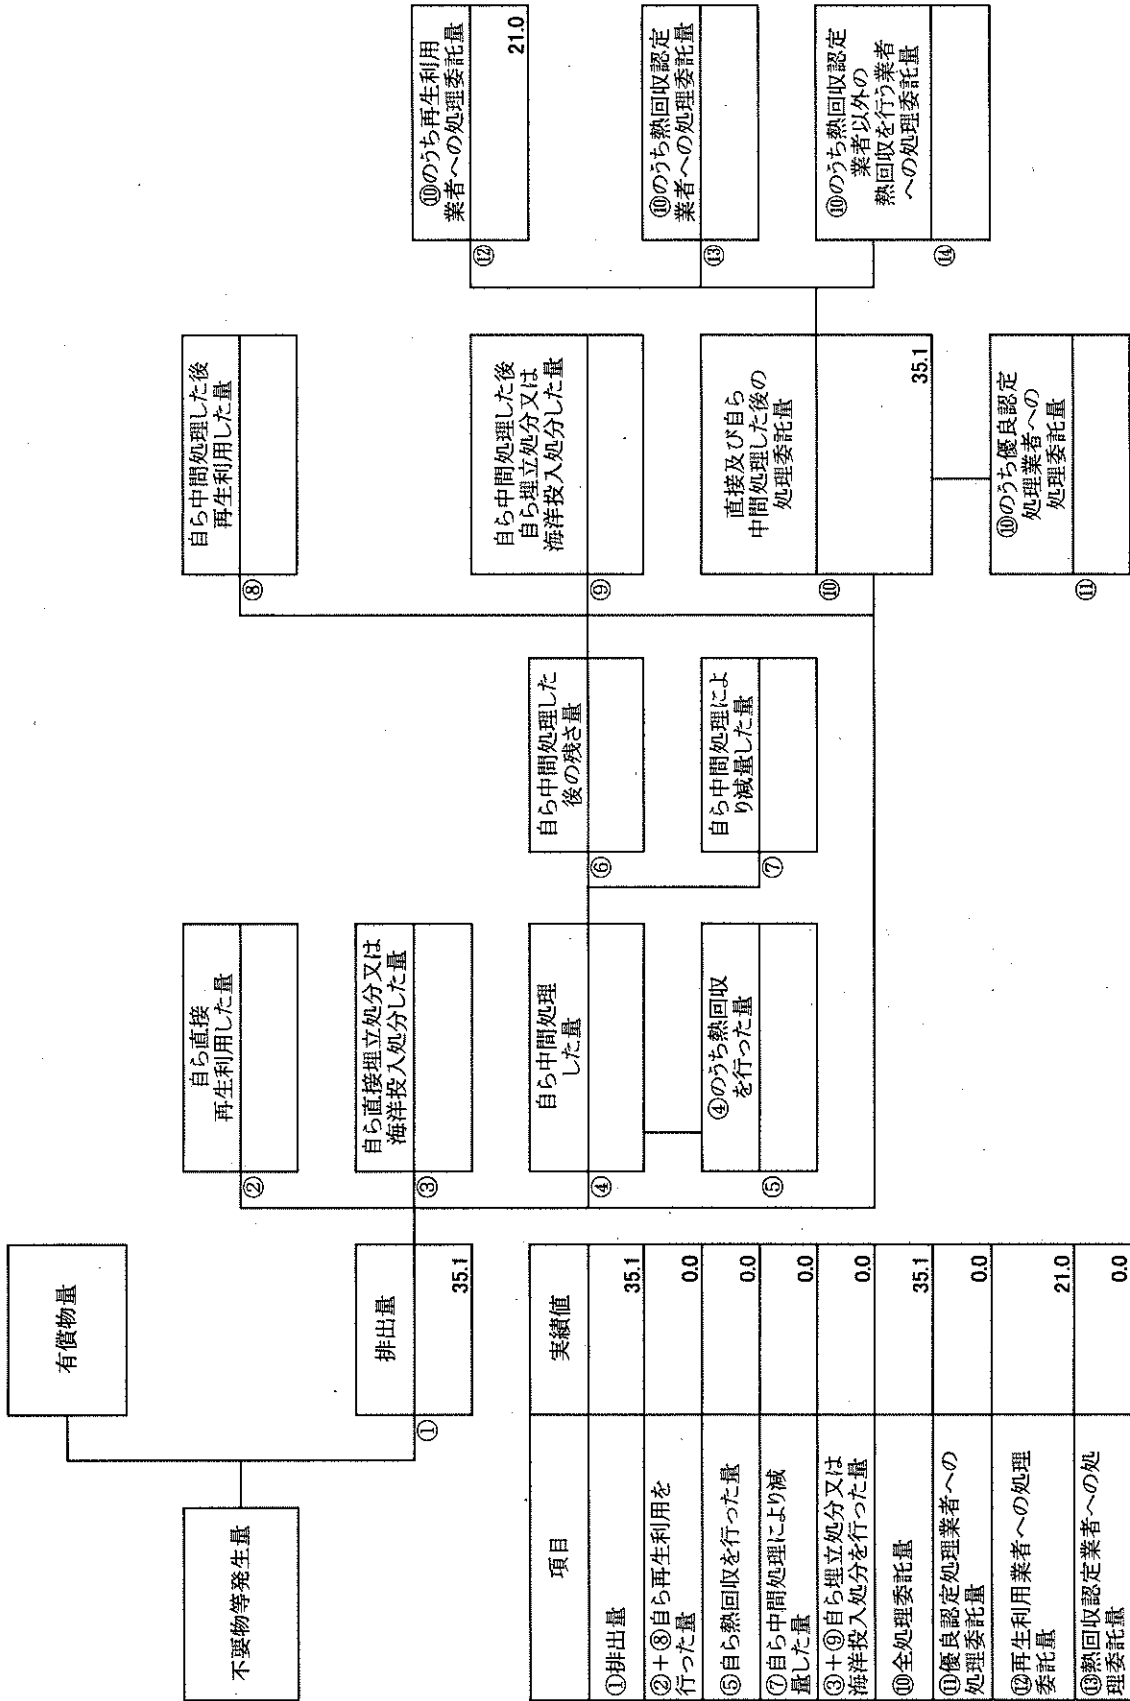 不要物等発生量
有償物量
排出量
①
35.1
②
自ら直接
再生利用した量
③
自ら直接埋立処分又は
海洋投入処分した量
④
自ら中間処理
した量
⑤
④のうち熱回収
を行った量
⑥
自ら中間処理した
後の残さ量
⑦
自ら中間処理によ
り減量した量
⑧
自ら中間処理した後
再生利用した量
⑨
自ら中間処理した後
自ら埋立処分又は
海洋投入処分した量
⑩
直接及び自ら
中間処理した後の
処理委託量
35.1
⑪
⑩のうち優良認定
処理業者への
処理委託量
⑫
⑩のうち再生利用
業者への処理委託量
21.0
⑬
⑩のうち熱回収認定
業者への処理委託量
⑭
⑩のうち熱回収認定
業者以外の
熱回収を行う業者
への処理委託量
項目 実績値
①排出量 35.1
②+⑧自ら再生利用を
行った量 0.0
⑤自ら熱回収を行った量 0.0
⑦自ら中間処理により減
量した量 0.0
③+⑨自ら埋立処分又は
海洋投入処分を行った量 0.0
⑩全処理委託量 35.1
⑪優良認定処理業者への
処理委託量 0.0
⑫再生利用業者への処理
委託量 21.0
⑬熱回収認定業者への処
理委託量 0.0